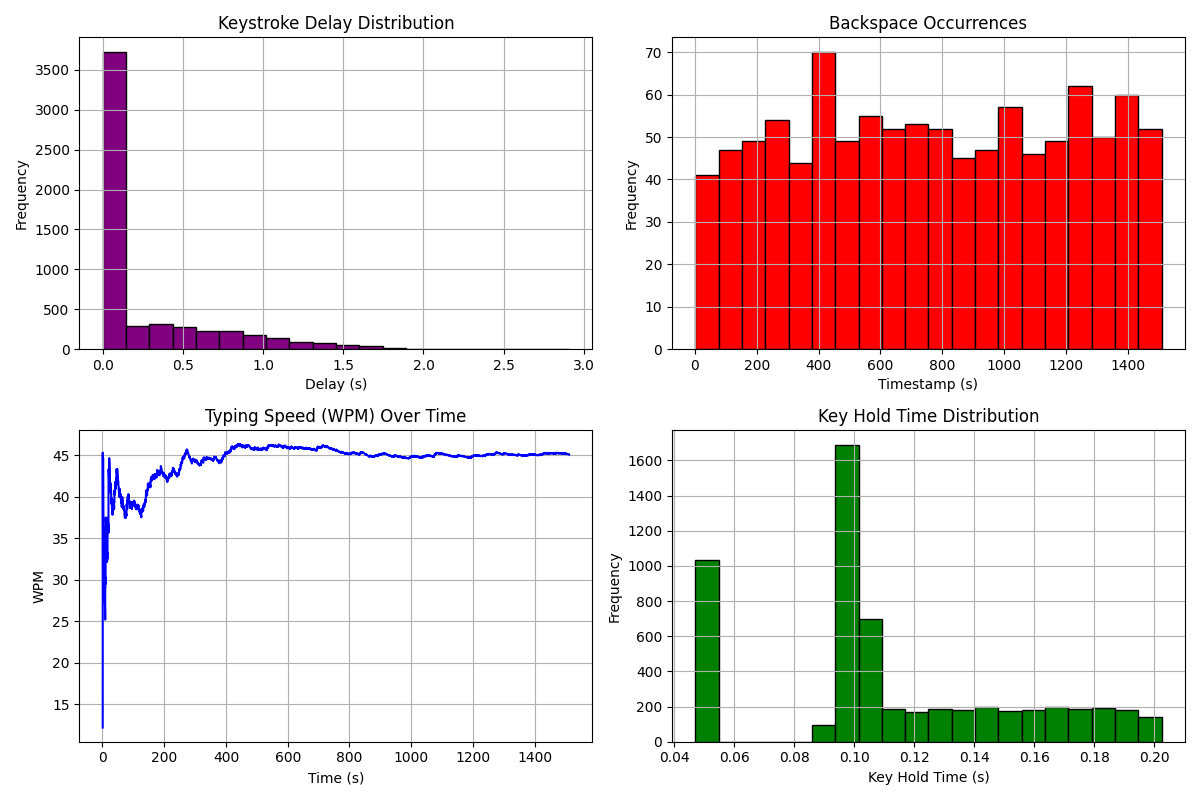 Keystroke Delay Distribution
Frequency
3500
3000
2500
2000
1500
1000
500
0
0.0 0.5 1.0 1.5 2.0 2.5 3.0
Delay (s)
Backspace Occurrences
Frequency
70
60
50
40
30
20
10
0
0 200 400 600 800 1000 1200 1400
Timestamp (s)
Typing Speed (WPM) Over Time
WPM
45
40
35
30
25
20
15
0 200 400 600 800 1000 1200 1400
Time (s)
Key Hold Time Distribution
Frequency
1600
1400
1200
1000
800
600
400
200
0
0.04 0.06 0.08 0.10 0.12 0.14 0.16 0.18 0.20
Key Hold Time (s)